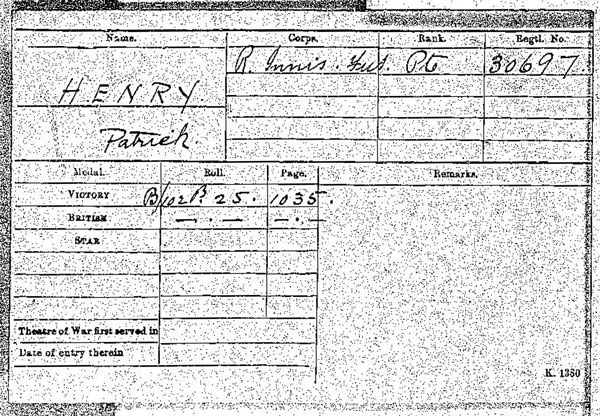 Name. Corps. Rank. Regtl. No.
R. Innis. Fus. Pte 30697.
HENRY.
Patrick.
Medal. Roll. Page. Remarks.
VICTORY B/102 B. 25. 1035.
BRITISH — . — — . —
STAR
Theatre of War first served in
Date of entry therein
K. 1380